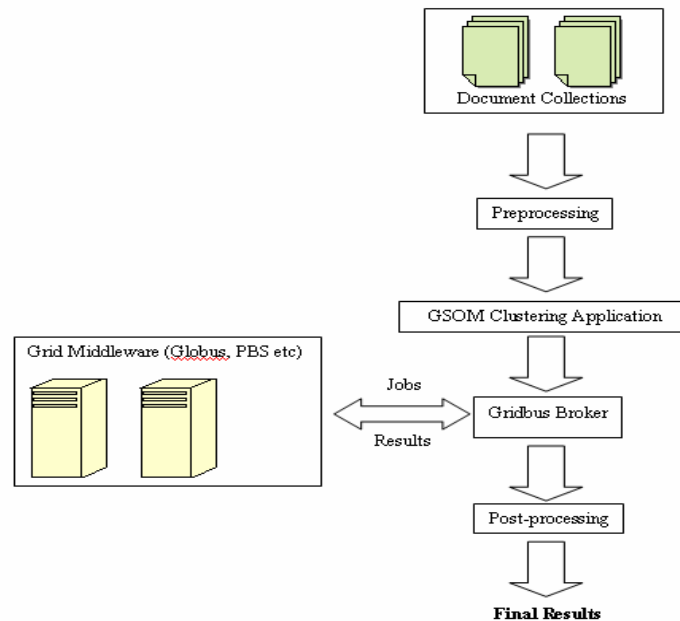 Document Collections
Preprocessing
GSOM Clustering Application
Grid Middleware (Globus, PBS etc)
Jobs
Results
Gridbus Broker
Post-processing
Final Results